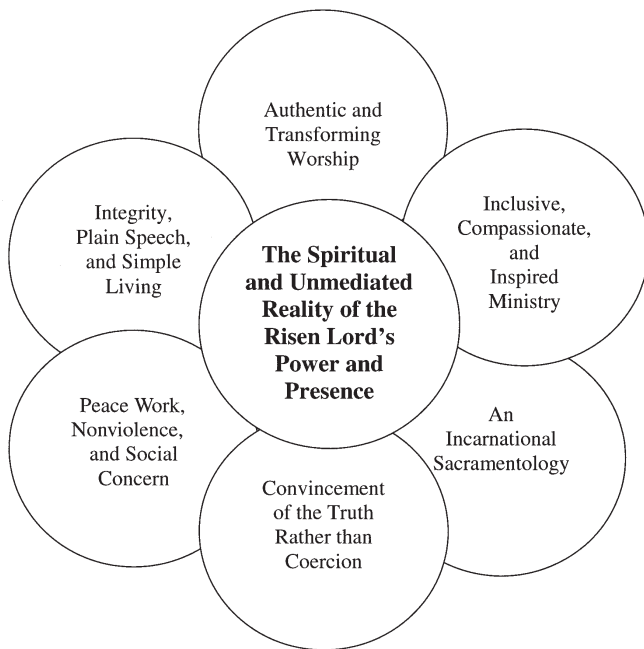 Authentic and
Transforming
Worship
Inclusive,
Compassionate,
and
Inspired
Ministry
An
Incarnational
Sacramentology
Convincement
of the Truth
Rather than
Coercion
Peace Work,
Nonviolence,
and Social
Concern
Integrity,
Plain Speech,
and Simple
Living
The Spiritual
and Unmediated
Reality of the
Risen Lord’s
Power and
Presence